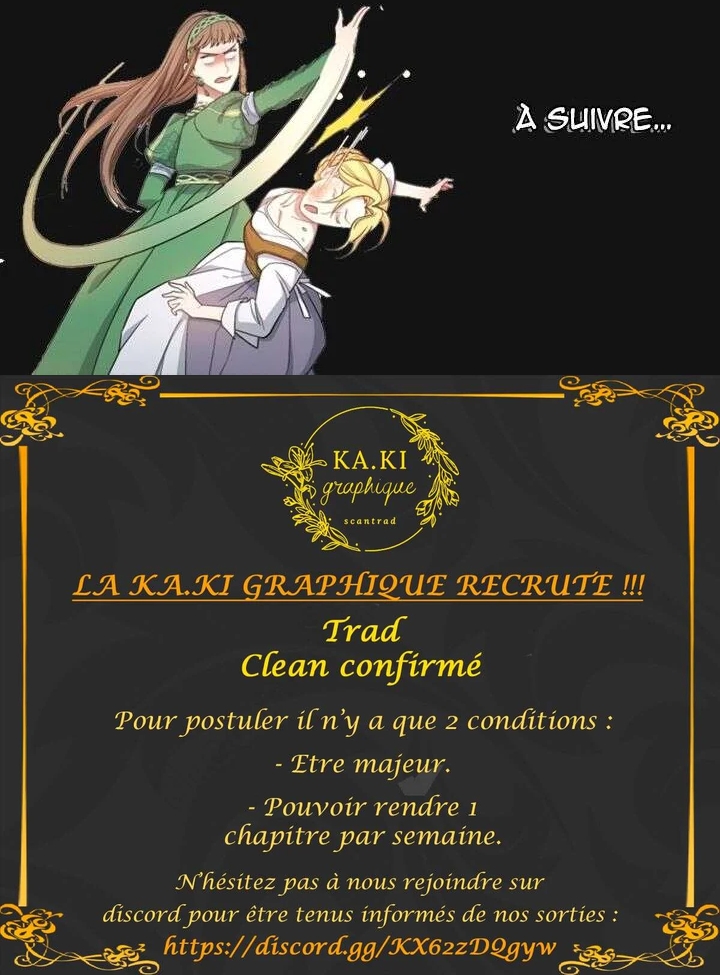 À SUIVRE...
KA.KI
graphique
scantrad
LA KA.KI GRAPHIQUE RECRUTE !!!
Trad
Clean confirmé
Pour postuler il n'y a que 2 conditions :
- Etre majeur.
- Pouvoir rendre 1
chapitre par semaine.
N'hésitez pas à nous rejoindre sur
discord pour être tenus informés de nos sorties :
https://discord.gg/KX62zDQgyw